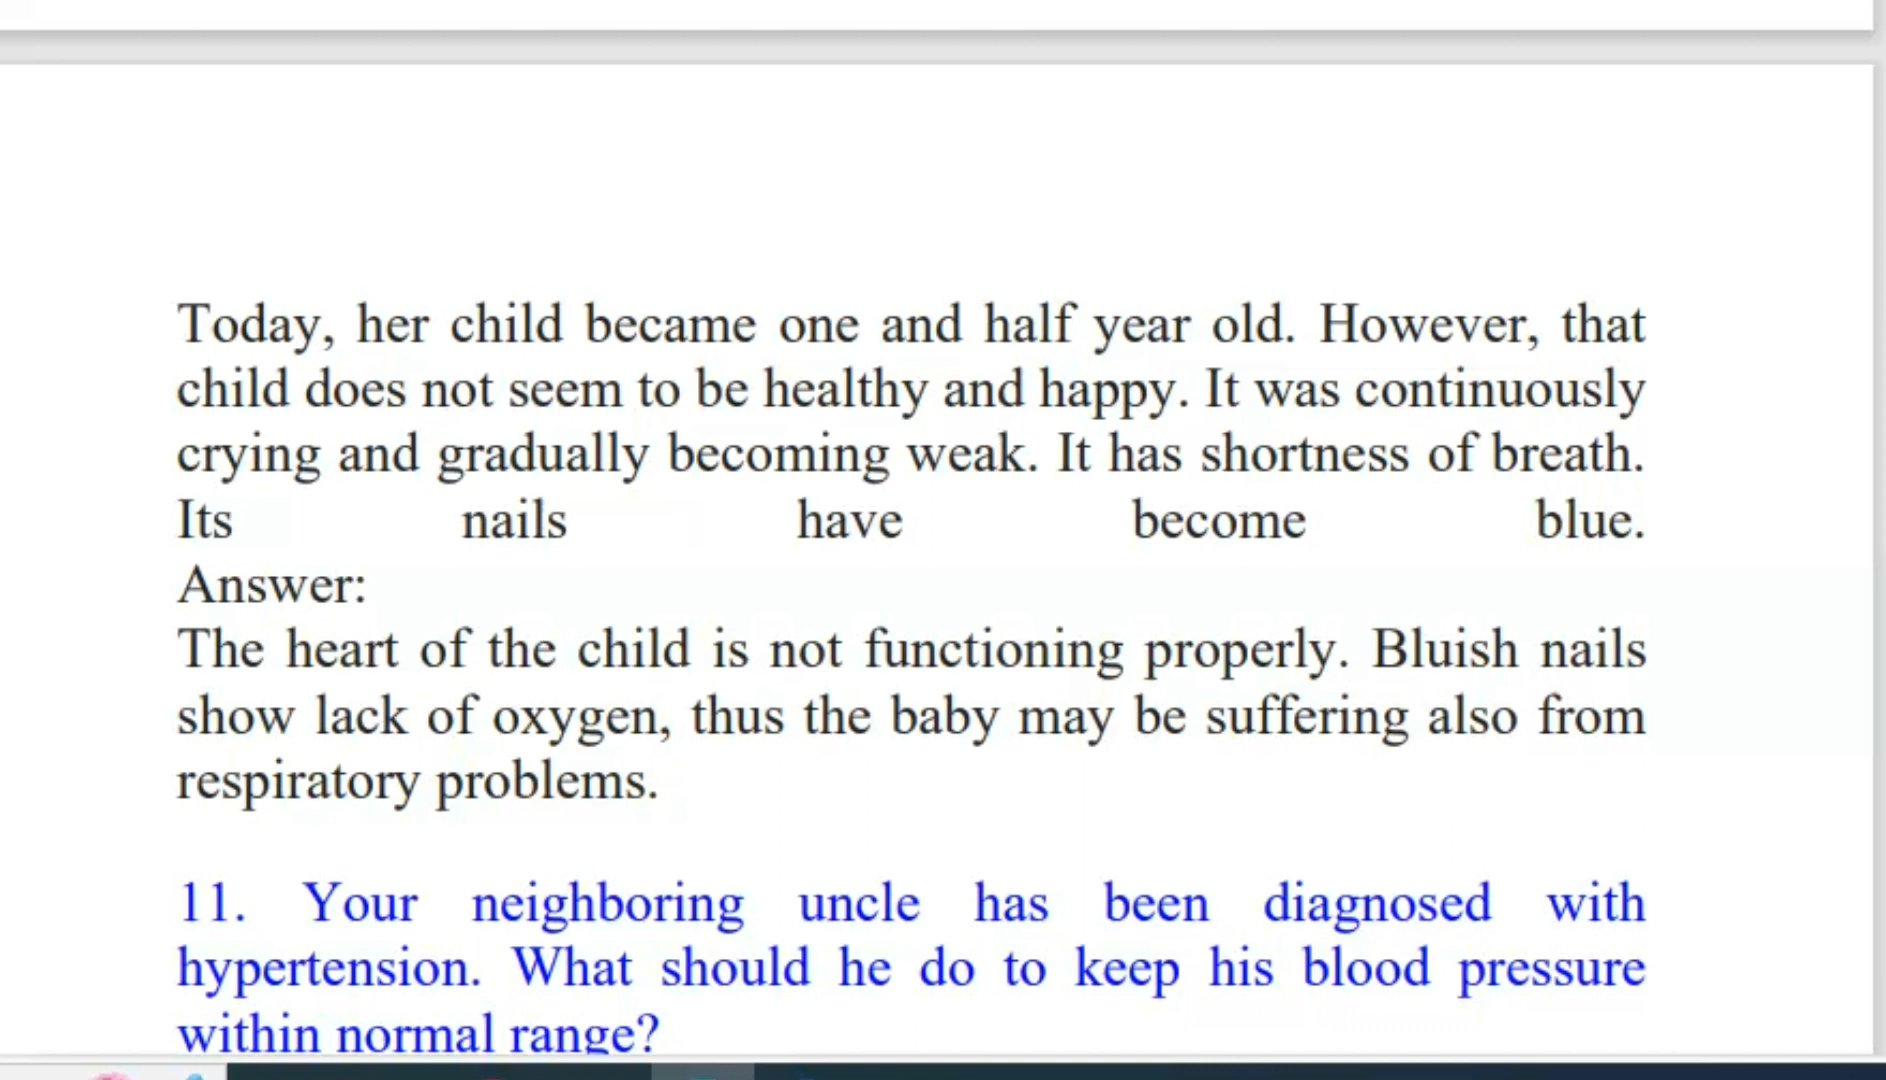 Today, her child became one and half year old. However, that
child does not seem to be healthy and happy. It was continuously
crying and gradually becoming weak. It has shortness of breath.
Its nails have become blue.
Answer:
The heart of the child is not functioning properly. Bluish nails
show lack of oxygen, thus the baby may be suffering also from
respiratory problems.
11. Your neighboring uncle has been diagnosed with
hypertension. What should he do to keep his blood pressure
within normal range?